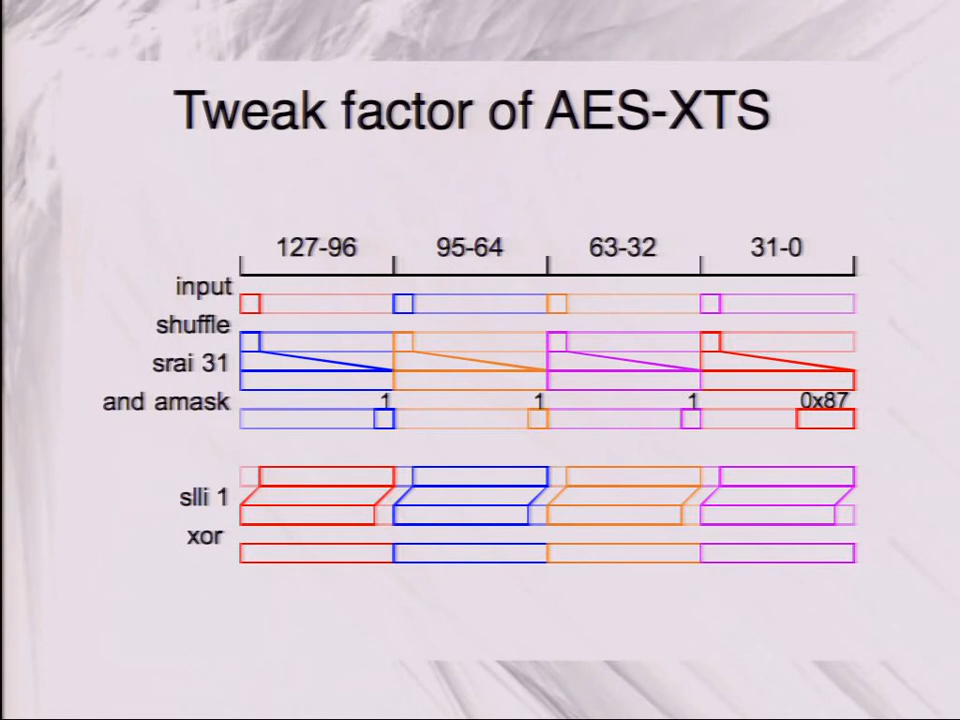 Tweak factor of AES-XTS
127-96 95-64 63-32 31-0
input
shuffle
srai 31
and amask 1 1 1 0x87
slli 1
xor